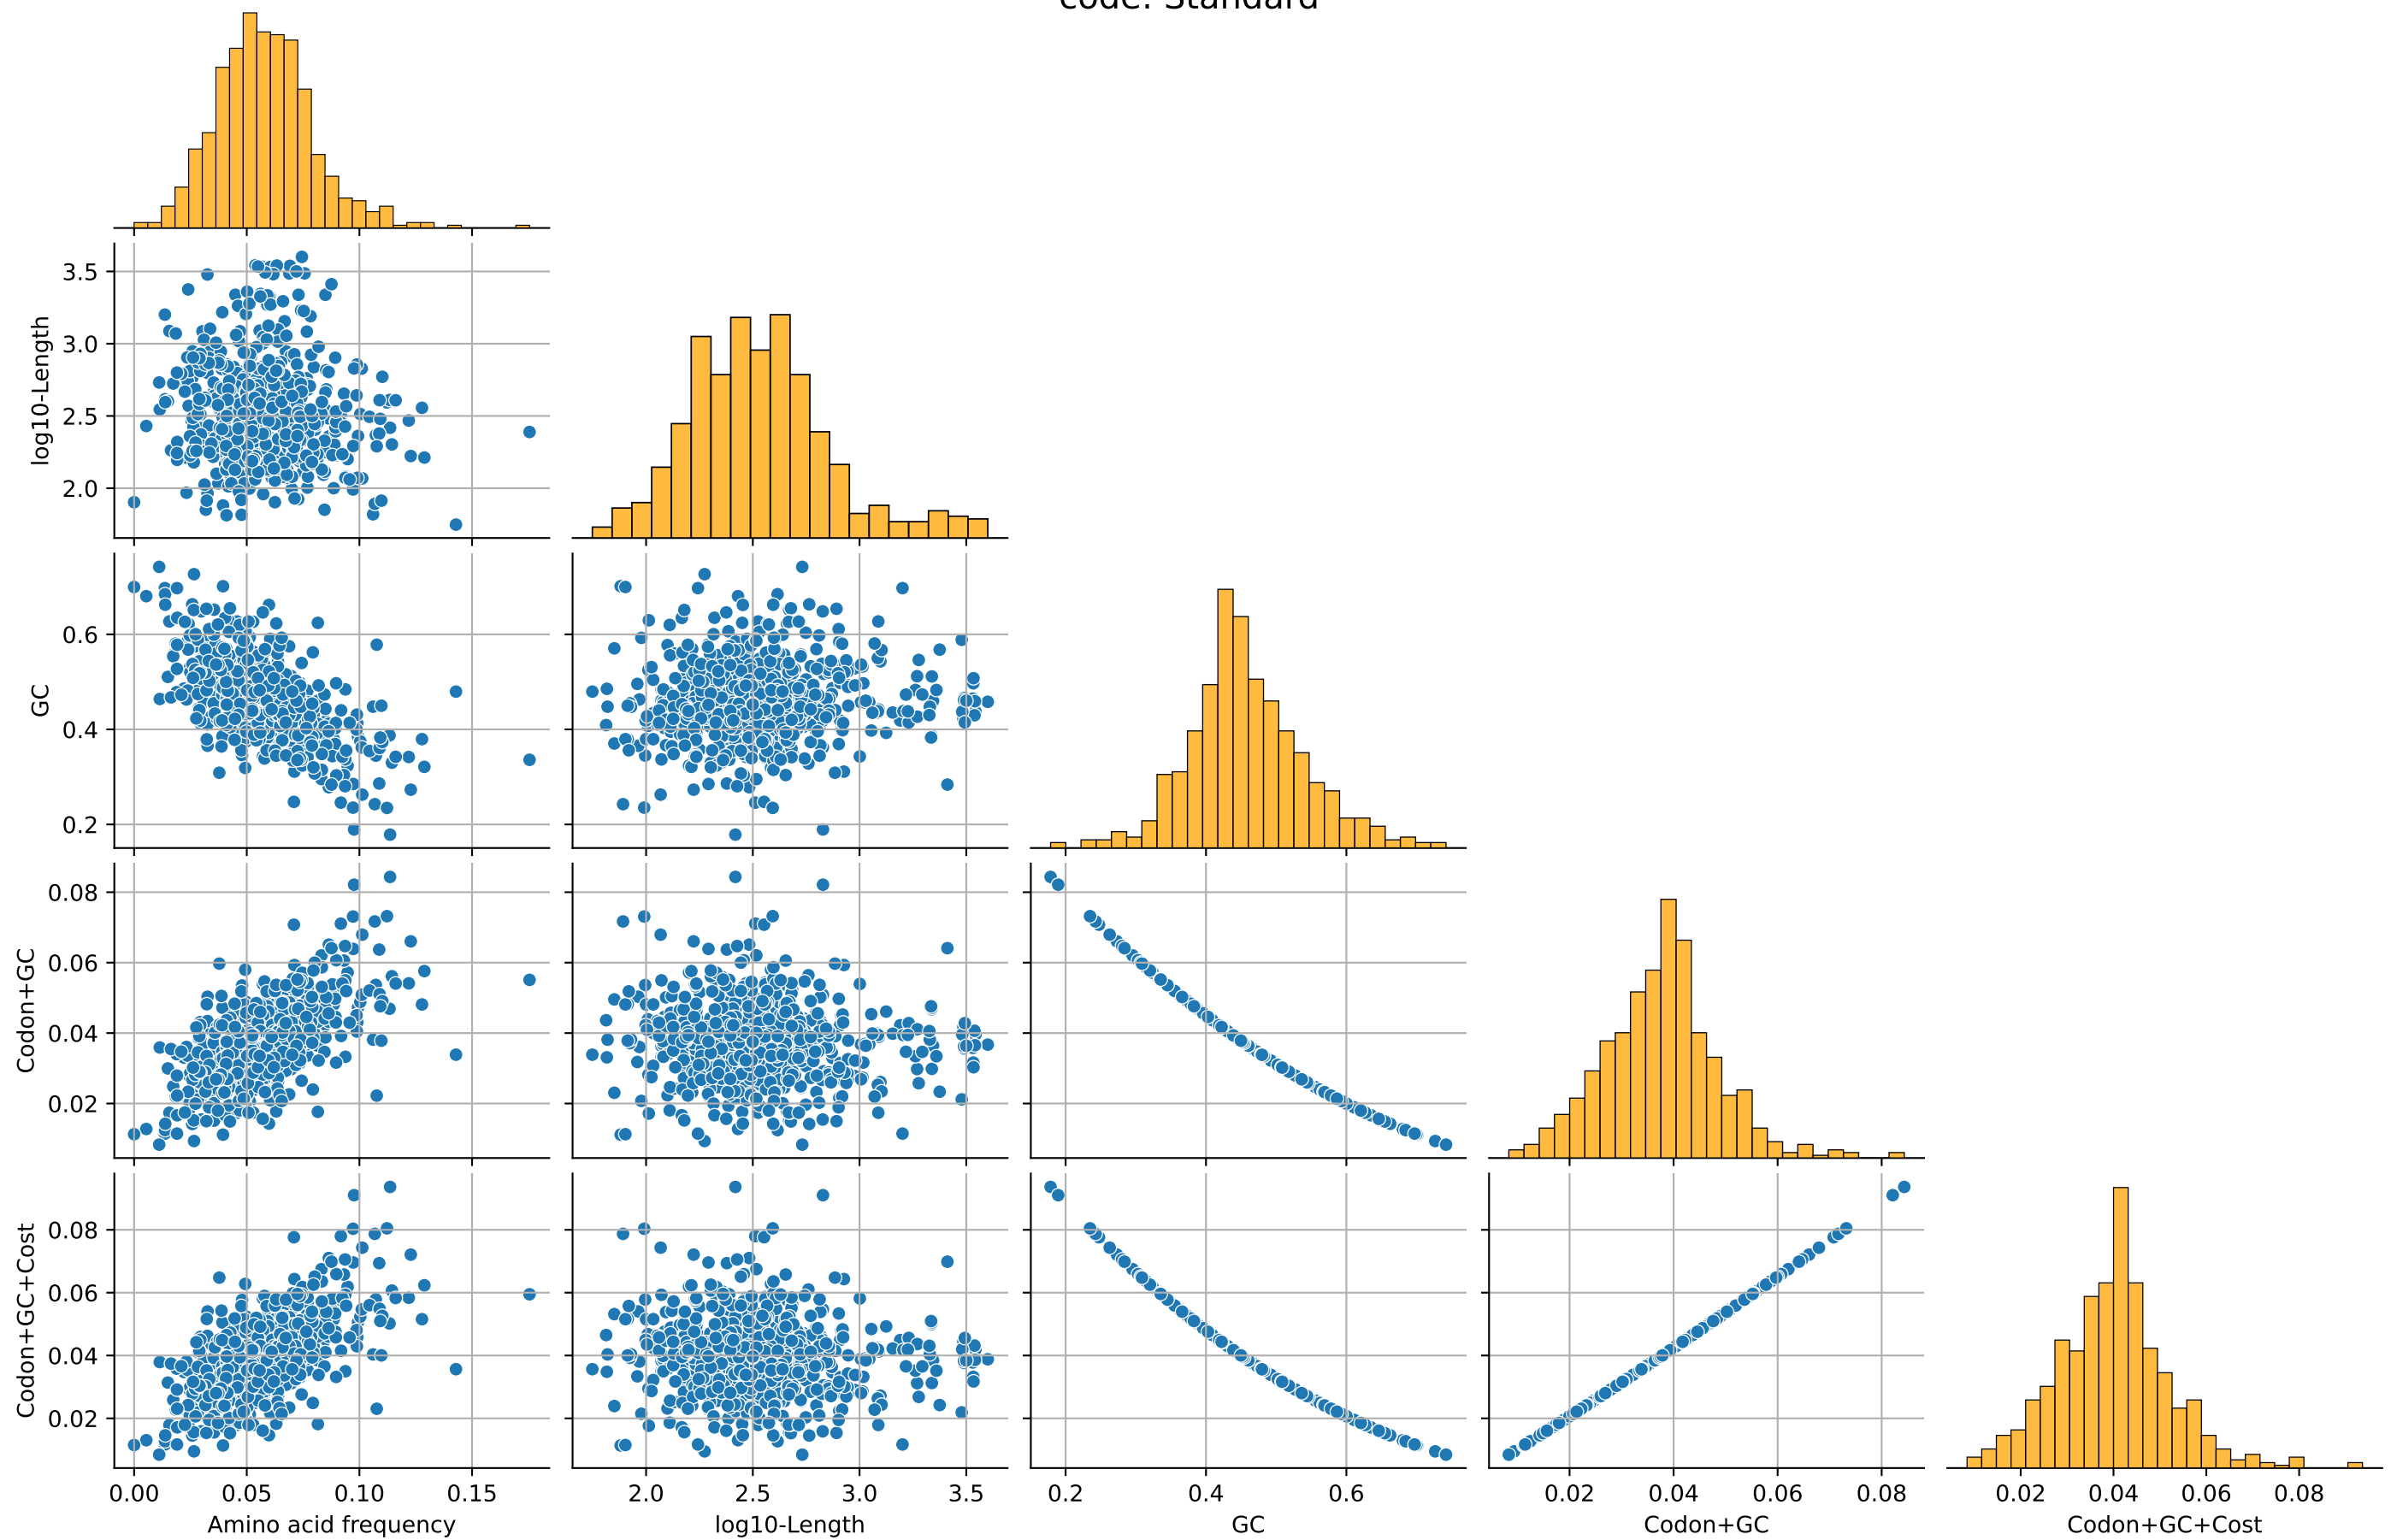 code: Standard
3.5
3.0
2.5
2.0
log10-Length
0.6
0.4
0.2
GC
0.08
0.06
0.04
0.02
Codon+GC
0.08
0.06
0.04
0.02
Codon+GC+Cost
0.00 0.05 0.10 0.15
Amino acid frequency
2.0 2.5 3.0 3.5
log10-Length
0.2 0.4 0.6
GC
0.02 0.04 0.06 0.08
Codon+GC
0.02 0.04 0.06 0.08
Codon+GC+Cost